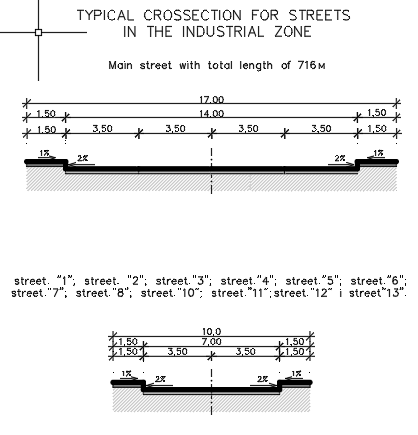 TYPICAL CROSSECTION FOR STREETS
IN THE INDUSTRIAL ZONE
Main street with total length of 716м
17,00
1,50 14,00 1,50
1,50 3,50 3,50 3,50 3,50 1,50
1% 2% 2% 1%
street. "1"; street. "2"; street."3"; street."4"; street."5"; street."6";
street."7"; street."8"; street."10"; street."11";street."12" i street"13".
10,0
1,50 7,00 1,50
1,50 3,50 3,50 1,50
1% 2% 2% 1%